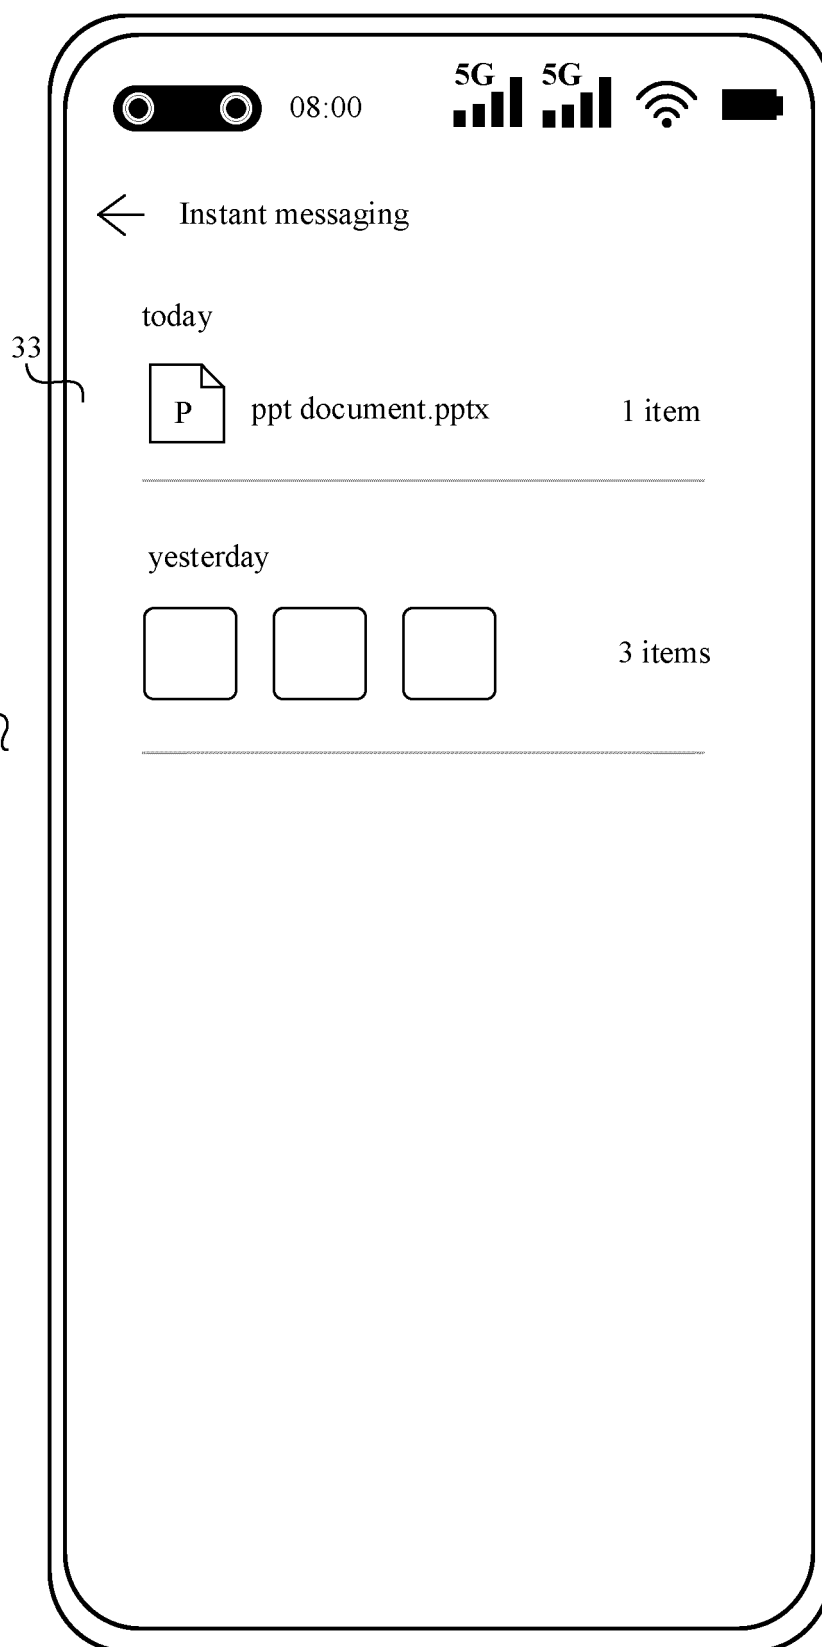 5G 5G
08:00
Instant messaging
today
33
P ppt document.pptx 1 item
yesterday
3 items